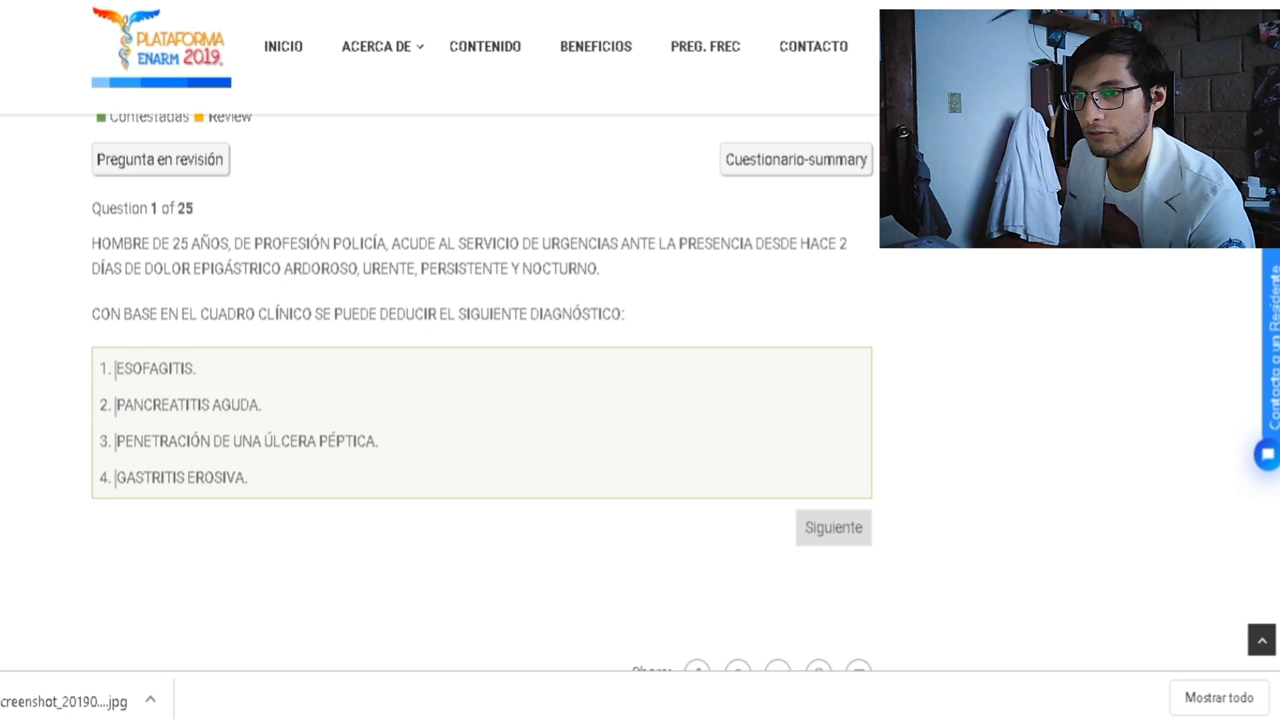 PLATAFORMA
ENARM 2019
INICIO
ACERCA DE
CONTENIDO
BENEFICIOS
PREG. FREC
CONTACTO
Contestadas Review
Pregunta en revisión
Cuestionario-summary
Question 1 of 25
HOMBRE DE 25 AÑOS, DE PROFESIÓN POLICÍA, ACUDE AL SERVICIO DE URGENCIAS ANTE LA PRESENCIA DESDE HACE 2
DÍAS DE DOLOR EPIGÁSTRICO ARDOROSO, URENTE, PERSISTENTE Y NOCTURNO.
CON BASE EN EL CUADRO CLÍNICO SE PUEDE DEDUCIR EL SIGUIENTE DIAGNÓSTICO:
1. ESOFAGITIS.
2. PANCREATITIS AGUDA.
3. PENETRACIÓN DE UNA ÚLCERA PÉPTICA.
4. GASTRITIS EROSIVA.
Siguiente
Contacta a un Residente
creenshot_20190....jpg
Mostrar todo